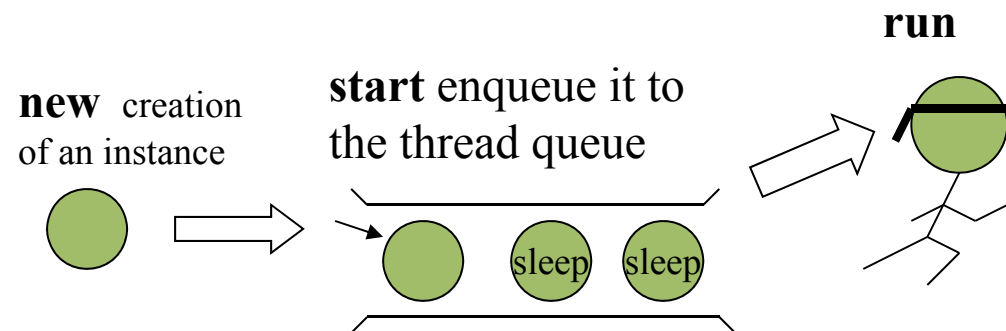 new creation
of an instance
start enqueue it to
the thread queue
sleep
sleep
run